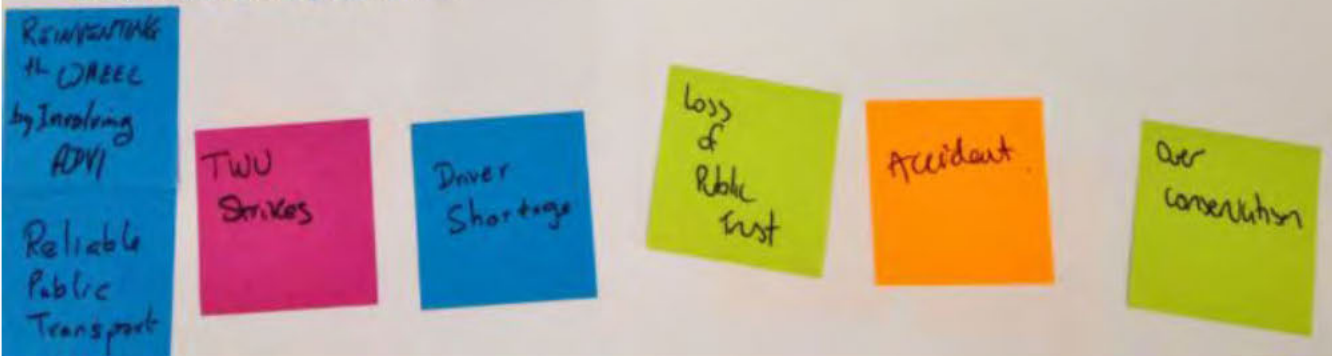 REINVENTING
the WHEEL
by Involving
ADVI
Reliable
Public
Transport
TWU
Strikes
Driver
Shortage
Loss
of
Public
Trust
Accident.
Over
conservatism